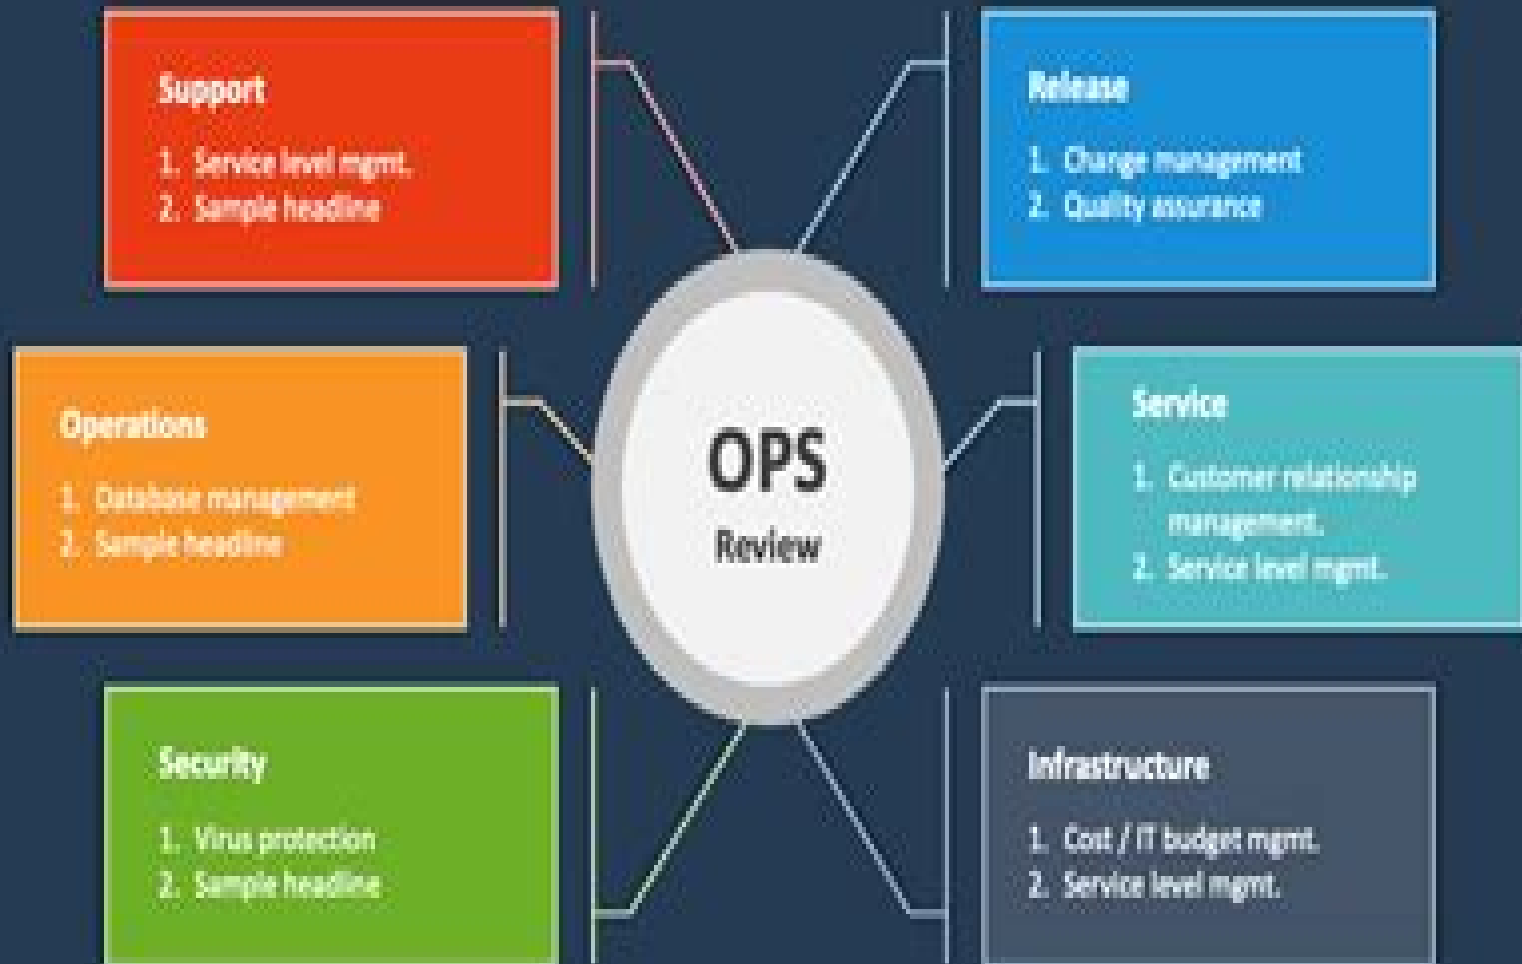 Support
1. Service level mgmt.
2. Sample headline
Release
1. Change management
2. Quality assurance
Operations
1. Database management
2. Sample headline
OPS
Review
Service
1. Customer relationship
management.
2. Service level mgmt.
Security
1. Virus protection
2. Sample headline
Infrastructure
1. Cost / IT budget mgmt.
2. Service level mgmt.